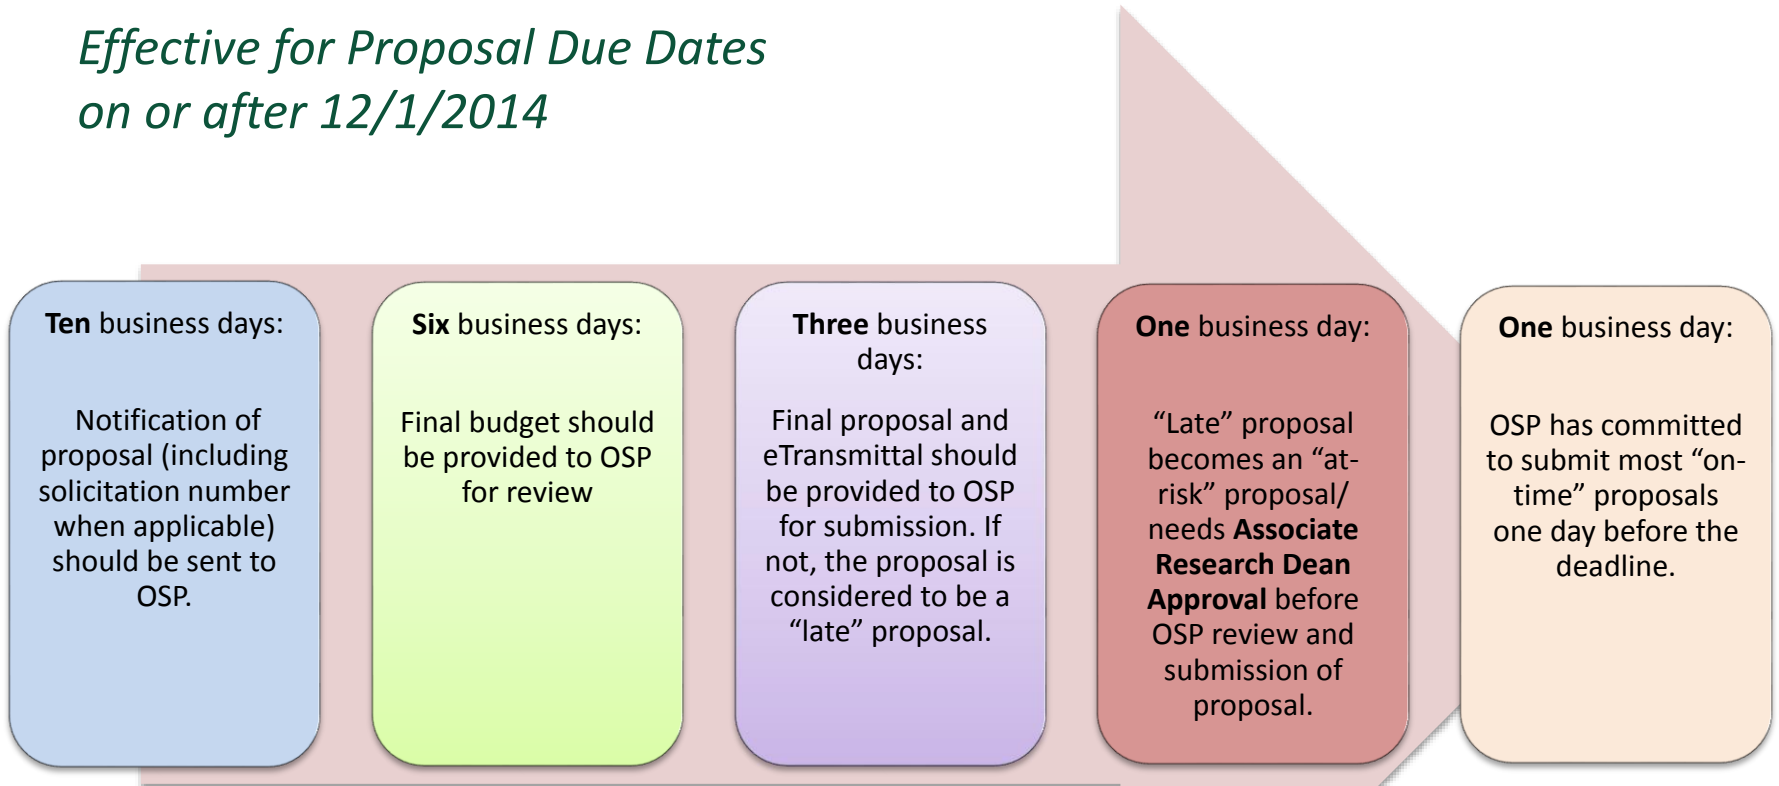 Effective for Proposal Due Dates
on or after 12/1/2014
Ten business days:
Notification of
proposal (including
solicitation number
when applicable)
should be sent to
OSP.
Six business days:
Final budget should
be provided to OSP
for review
Three business
days:
Final proposal and
eTransmittal should
be provided to OSP
for submission. If
not, the proposal is
considered to be a
“late” proposal.
One business day:
“Late” proposal
becomes an “at-
risk” proposal/
needs Associate
Research Dean
Approval before
OSP review and
submission of
proposal.
One business day:
OSP has committed
to submit most “on-
time” proposals
one day before the
deadline.